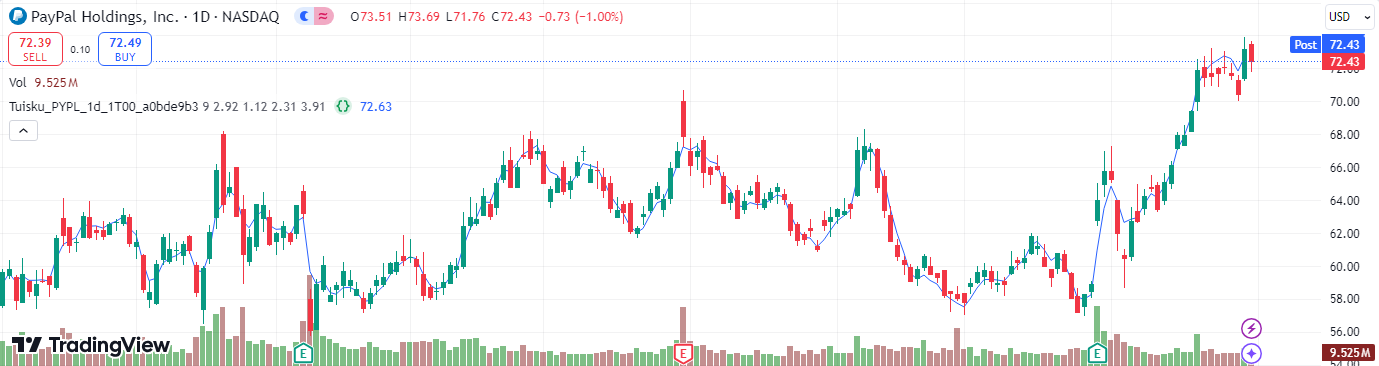 PayPal Holdings, Inc. · 1D · NASDAQ O73.51 H73.69 L71.76 C72.43 −0.73 (−1.00%)
USD
72.39 SELL 0.10 72.49 BUY
Post 72.43
72.43
72.00
Vol 9.525M
Tuisku_PYPL_1d_1T00_a0bde9b3 9 2.92 1.12 2.31 3.91 {} 72.63
70.00
68.00
66.00
64.00
62.00
60.00
58.00
56.00
TradingView
E E E
9.525M
54.00